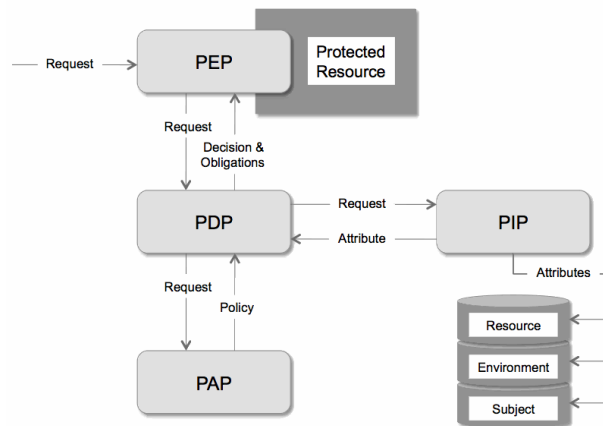 Request
PEP
Protected
Resource
Request
Decision &
Obligations
PDP
Request
Attribute
PIP
Request
Policy
Attributes
Resource
Environment
PAP
Subject